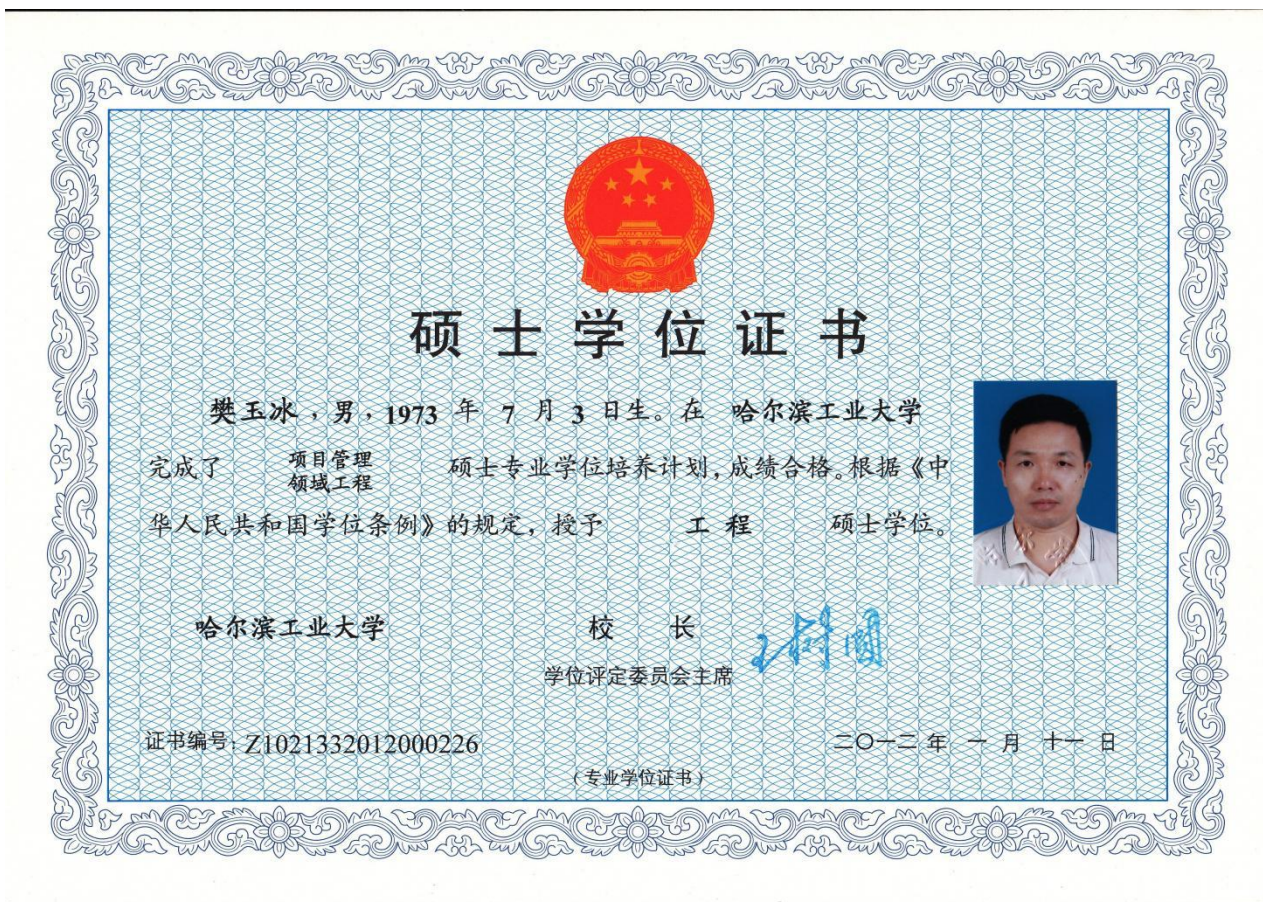 硕士学位证书
樊玉冰，男，1973 年 7 月 3 日生。在 哈尔滨工业大学
完成了 项目管理领域工程 硕士专业学位培养计划，成绩合格。根据《中
华人民共和国学位条例》的规定，授予 工程 硕士学位。
哈尔滨工业大学 校 长 王树国
学位评定委员会主席
证书编号：Z1021332012000226 二〇一二 年 一 月 十一 日
（专业学位证书）